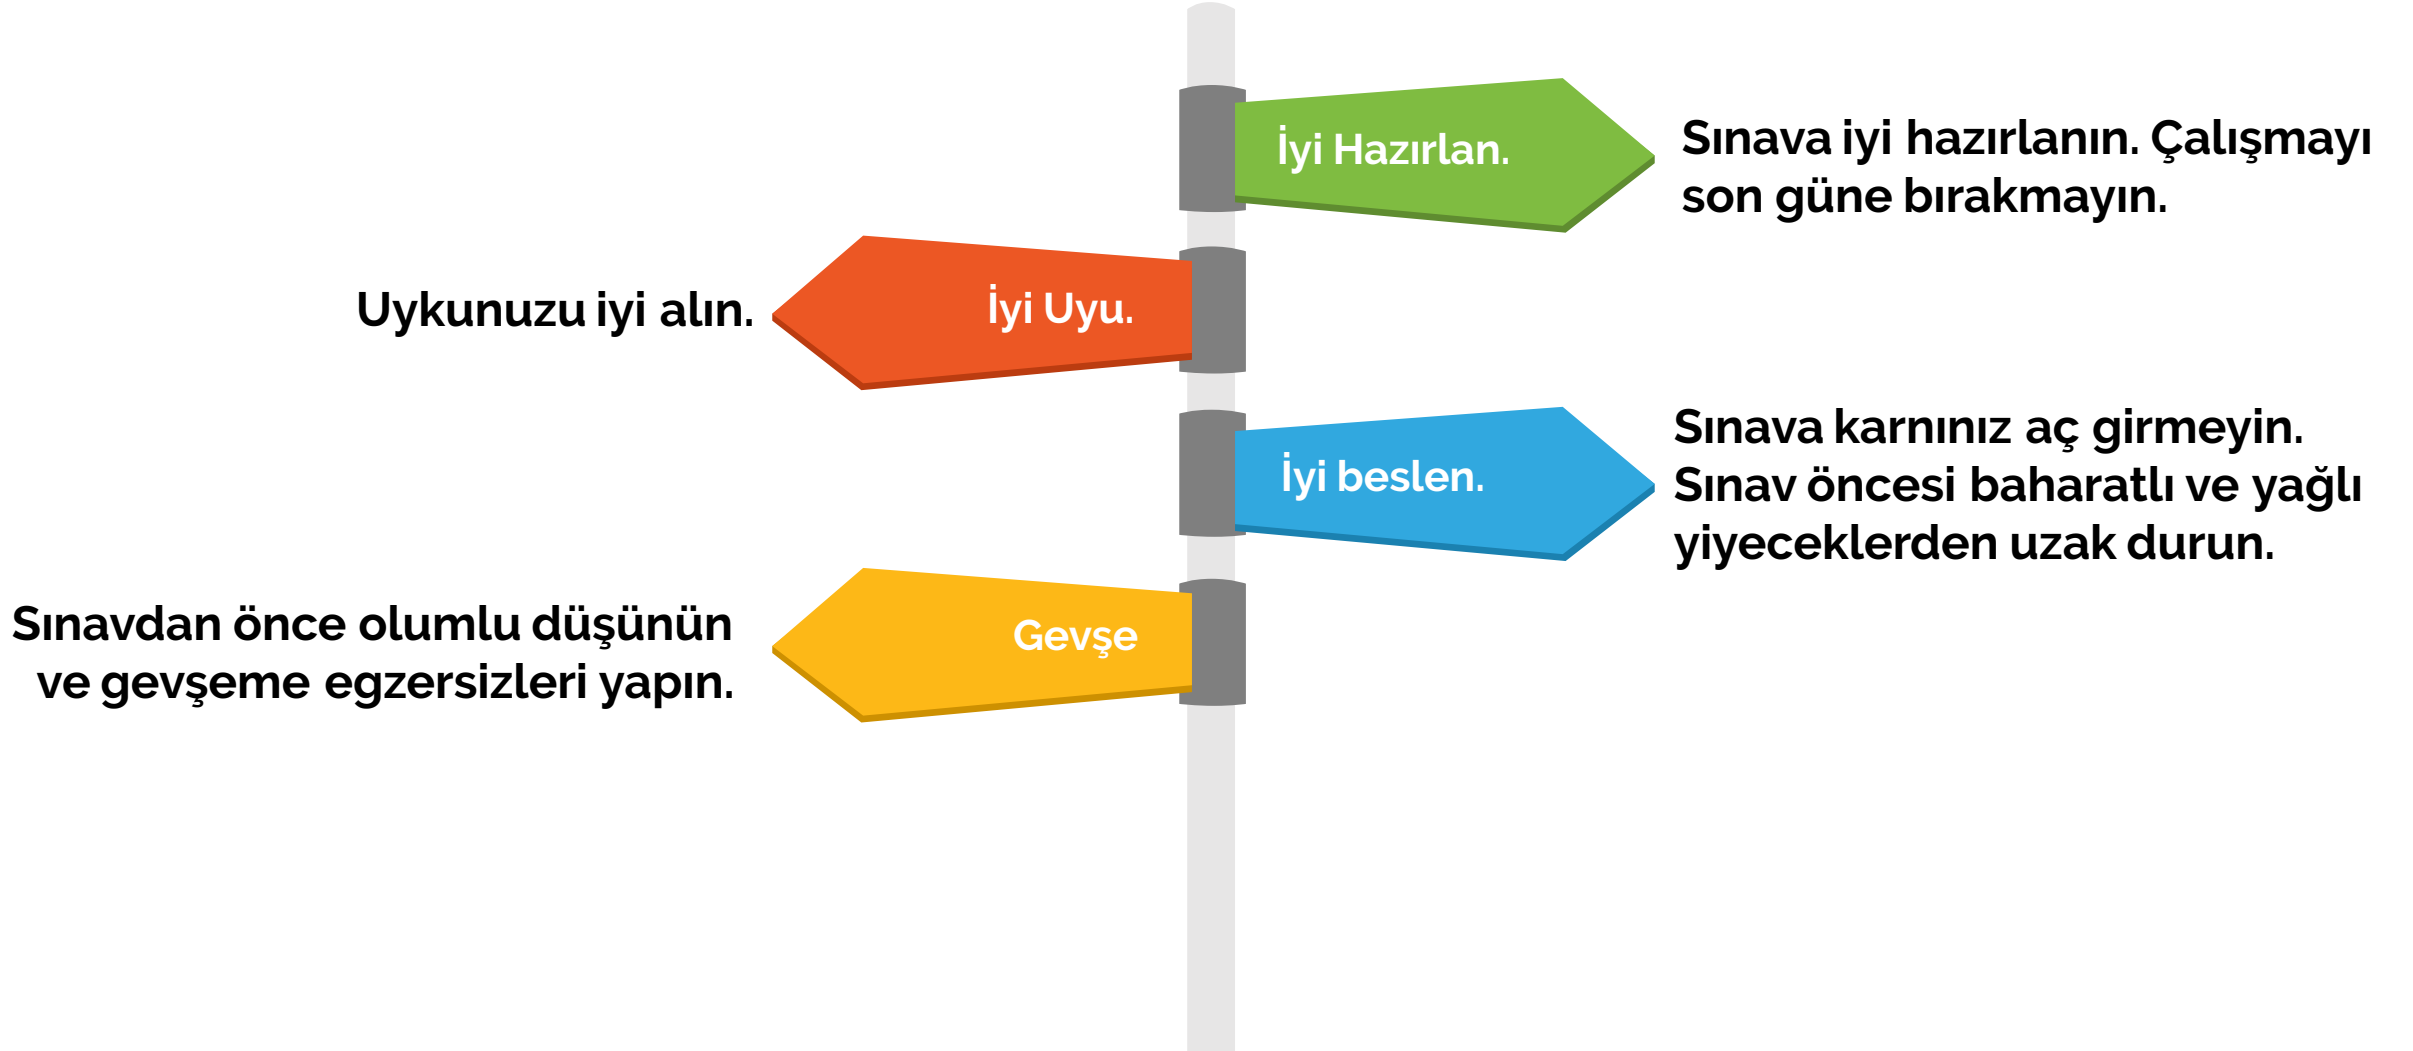 İyi Hazırlan.
Sınava iyi hazırlanın. Çalışmayı
son güne bırakmayın.
Uykunuzu iyi alın.
İyi Uyu.
İyi beslen.
Sınava karnınız aç girmeyin.
Sınav öncesi baharatlı ve yağlı
yiyeceklerden uzak durun.
Sınavdan önce olumlu düşünün
ve gevşeme egzersizleri yapın.
Gevşe